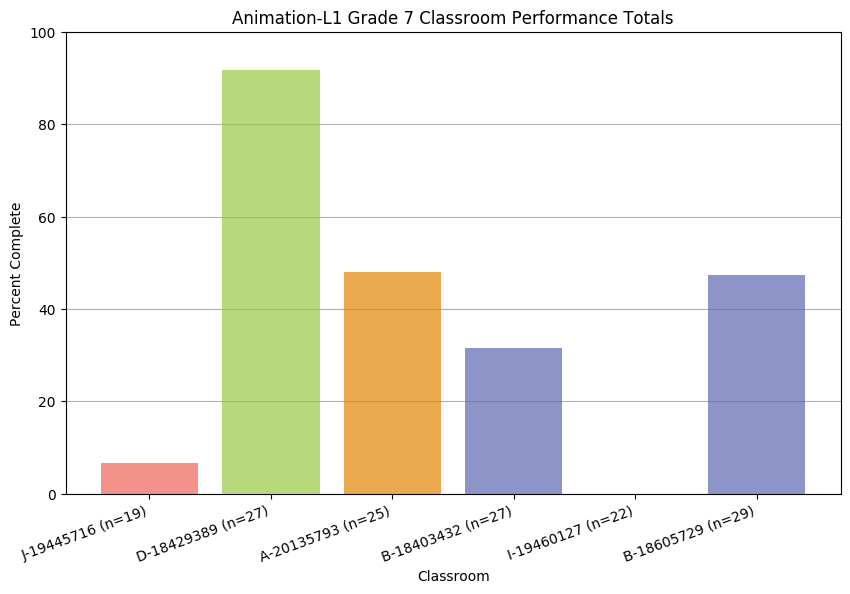 Animation-L1 Grade 7 Classroom Performance Totals
100
80
60
40
20
0
Percent Complete
J-19445716 (n=19)
D-18429389 (n=27)
A-20135793 (n=25)
B-18403432 (n=27)
I-19460127 (n=22)
B-18605729 (n=29)
Classroom